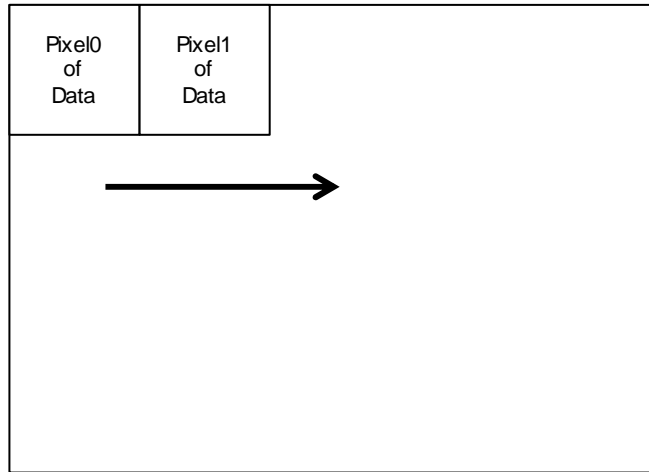 Pixel0
of
Data
Pixel1
of
Data